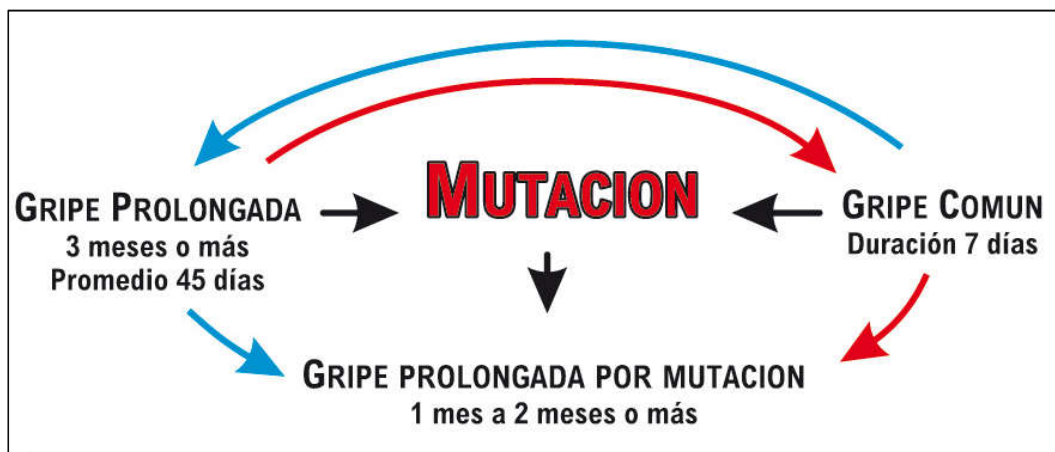 MUTACION
GRIPE PROLONGADA
3 meses o más
Promedio 45 días
GRIPE COMUN
Duración 7 días
GRIPE PROLONGADA POR MUTACION
1 mes a 2 meses o más